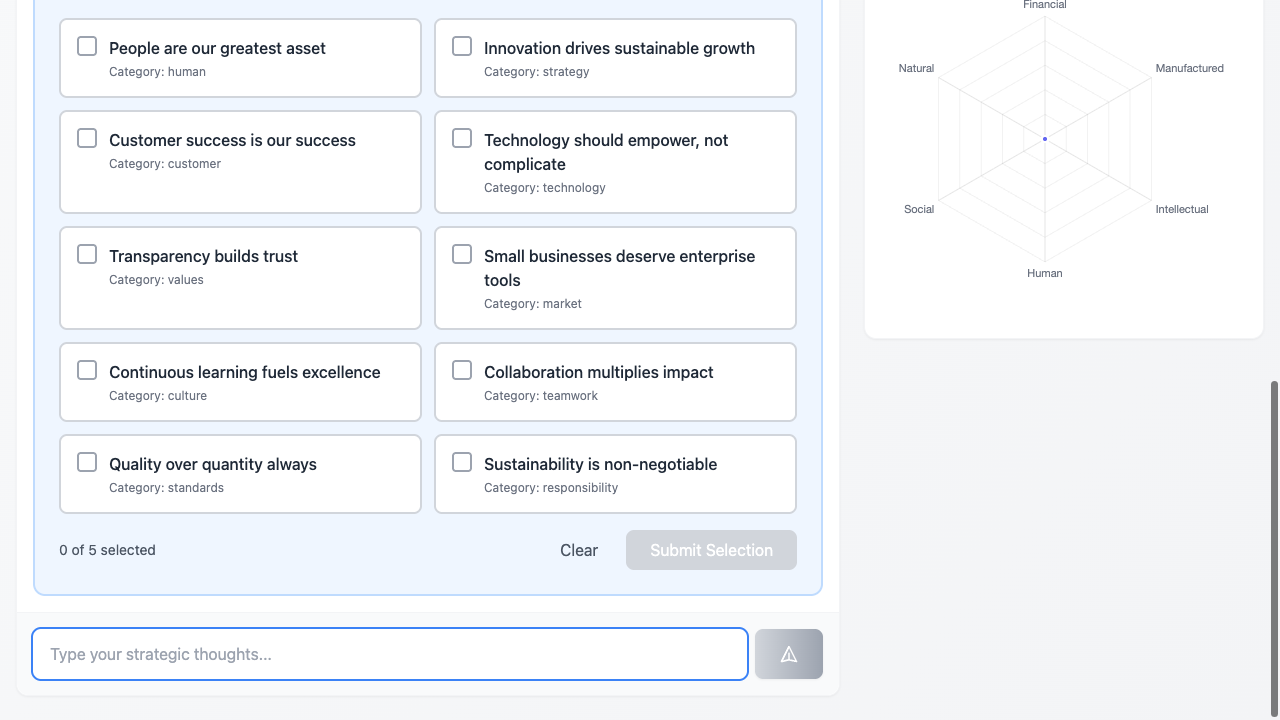 People are our greatest asset
Category: human
Innovation drives sustainable growth
Category: strategy
Customer success is our success
Category: customer
Technology should empower, not
complicate
Category: technology
Transparency builds trust
Category: values
Small businesses deserve enterprise
tools
Category: market
Continuous learning fuels excellence
Category: culture
Collaboration multiplies impact
Category: teamwork
Quality over quantity always
Category: standards
Sustainability is non-negotiable
Category: responsibility
0 of 5 selected
Clear
Submit Selection
Type your strategic thoughts...
Financial
Natural
Manufactured
Social
Intellectual
Human